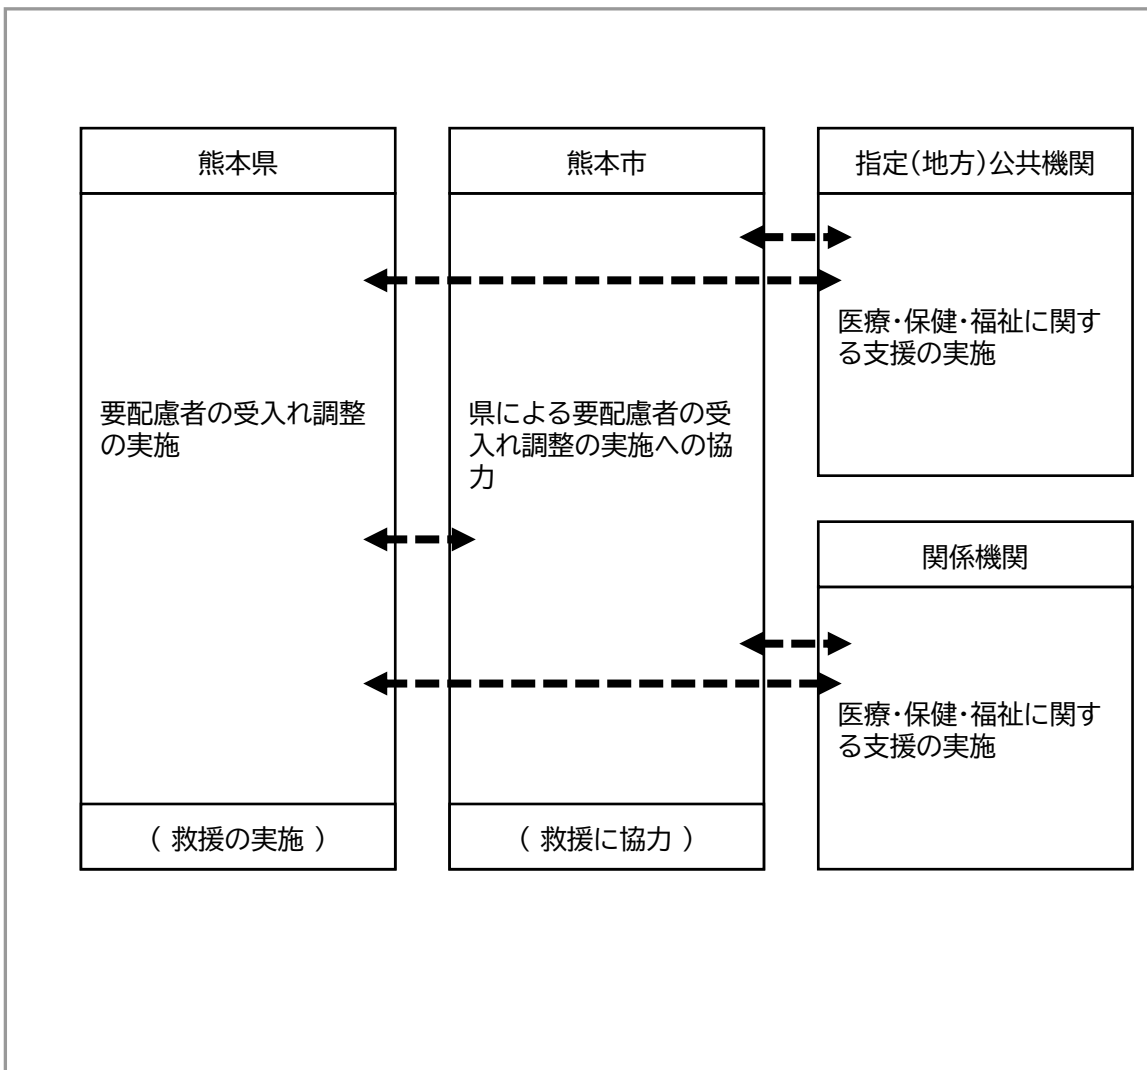 熊本県
要配慮者の受入れ調整
の実施
（ 救援の実施 ）
熊本市
県による要配慮者の受
入れ調整の実施への協
力
（ 救援に協力 ）
指定（地方）公共機関
医療・保健・福祉に関す
る支援の実施
関係機関
医療・保健・福祉に関す
る支援の実施